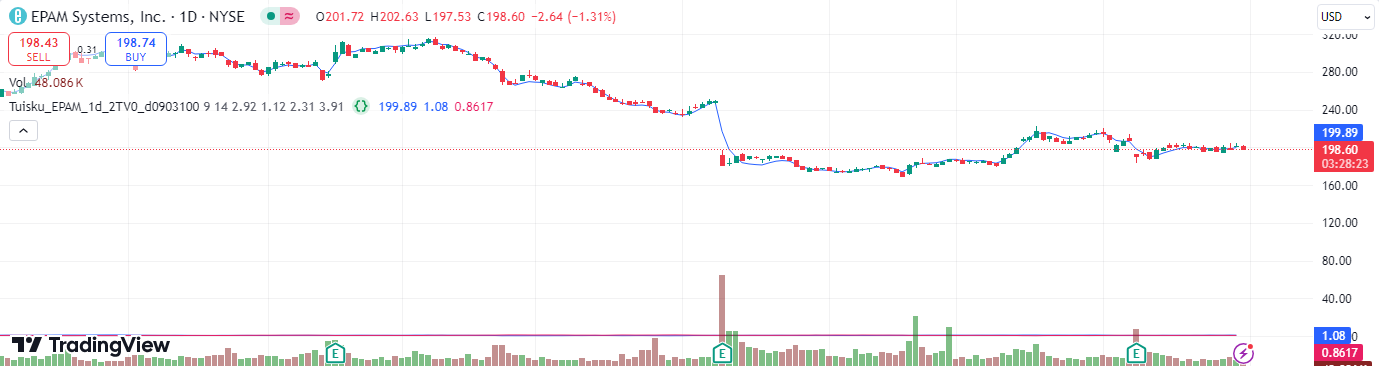 EPAM Systems, Inc. · 1D · NYSE O201.72 H202.63 L197.53 C198.60 −2.64 (−1.31%)
USD
198.43 SELL 0.31 198.74 BUY
Vol 48.086 K
Tuisku_EPAM_1d_2TV0_d0903100 9 14 2.92 1.12 2.31 3.91 {} 199.89 1.08 0.8617
320.00
280.00
240.00
199.89
198.60
03:28:23
160.00
120.00
80.00
40.00
1.08
0.8617
TradingView
E
E
E